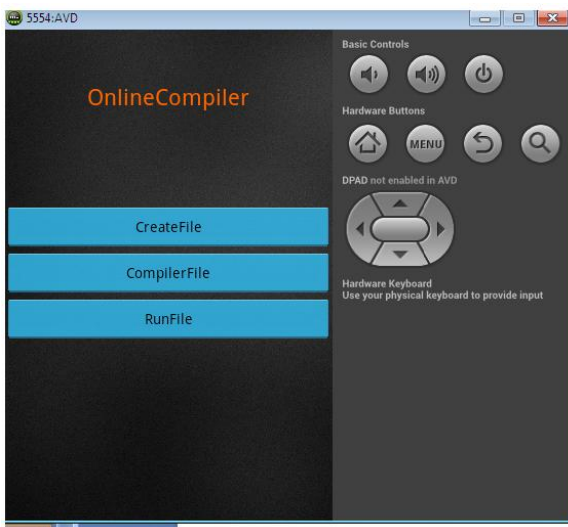 5554:AVD
OnlineCompiler
CreateFile
CompilerFile
RunFile
Basic Controls
Hardware Buttons
MENU
DPAD not enabled in AVD
Hardware Keyboard
Use your physical keyboard to provide input